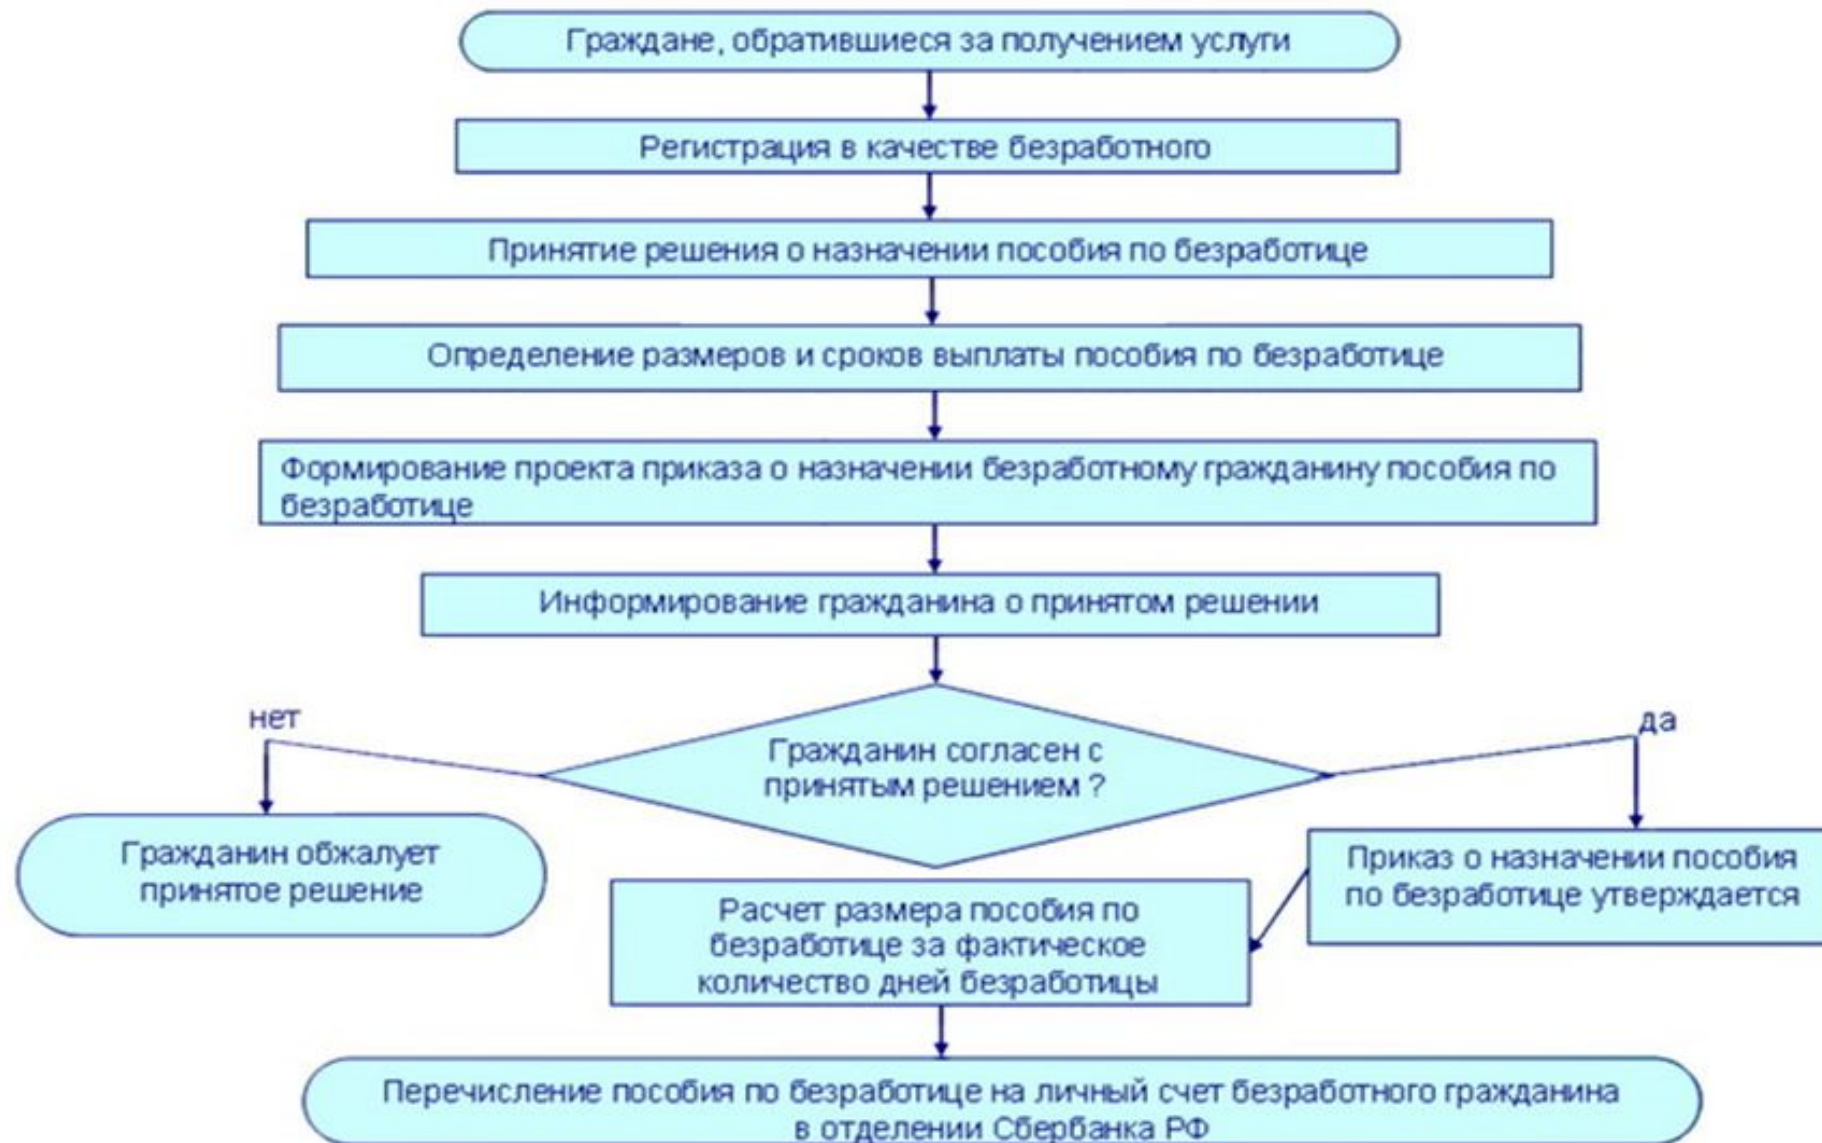 Граждане, обратившиеся за получением услуги
Регистрация в качестве безработного
Принятие решения о назначении пособия по безработице
Определение размеров и сроков выплаты пособия по безработице
Формирование проекта приказа о назначении безработному гражданину пособия по
безработице
Информирование гражданина о принятом решении
нет
да
Гражданин согласен с
принятым решением ?
Гражданин обжалует
принятое решение
Приказ о назначении пособия
по безработице утверждается
Расчет размера пособия по
безработице за фактическое
количество дней безработицы
Перечисление пособия по безработице на личный счет безработного гражданина
в отделении Сбербанка РФ